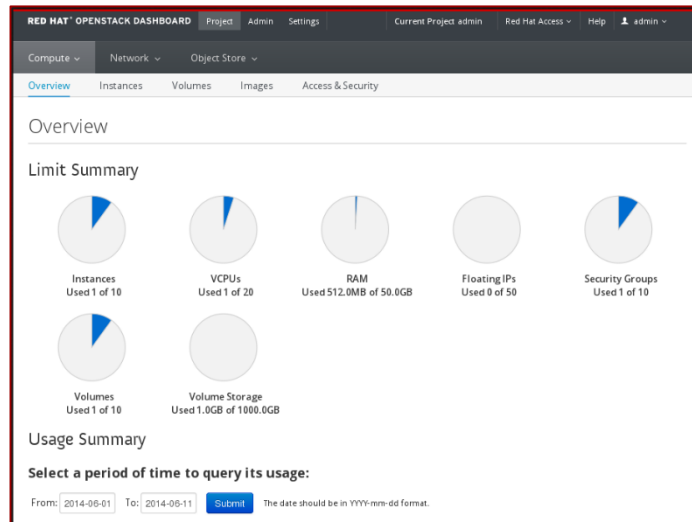 RED HAT® OPENSTACK DASHBOARD Project Admin Settings Current Project admin Red Hat Access Help admin
Compute Network Object Store
Overview Instances Volumes Images Access & Security
Overview
Limit Summary
Instances VCPUs RAM Floating IPs Security Groups
Used 1 of 10 Used 1 of 20 Used 512.0MB of 50.0GB Used 0 of 50 Used 1 of 10
Volumes Volume Storage
Used 1 of 10 Used 1.0GB of 1000.0GB
Usage Summary
Select a period of time to query its usage:
From: 2014-06-01 To: 2014-06-11 Submit The date should be in YYYY-mm-dd format.